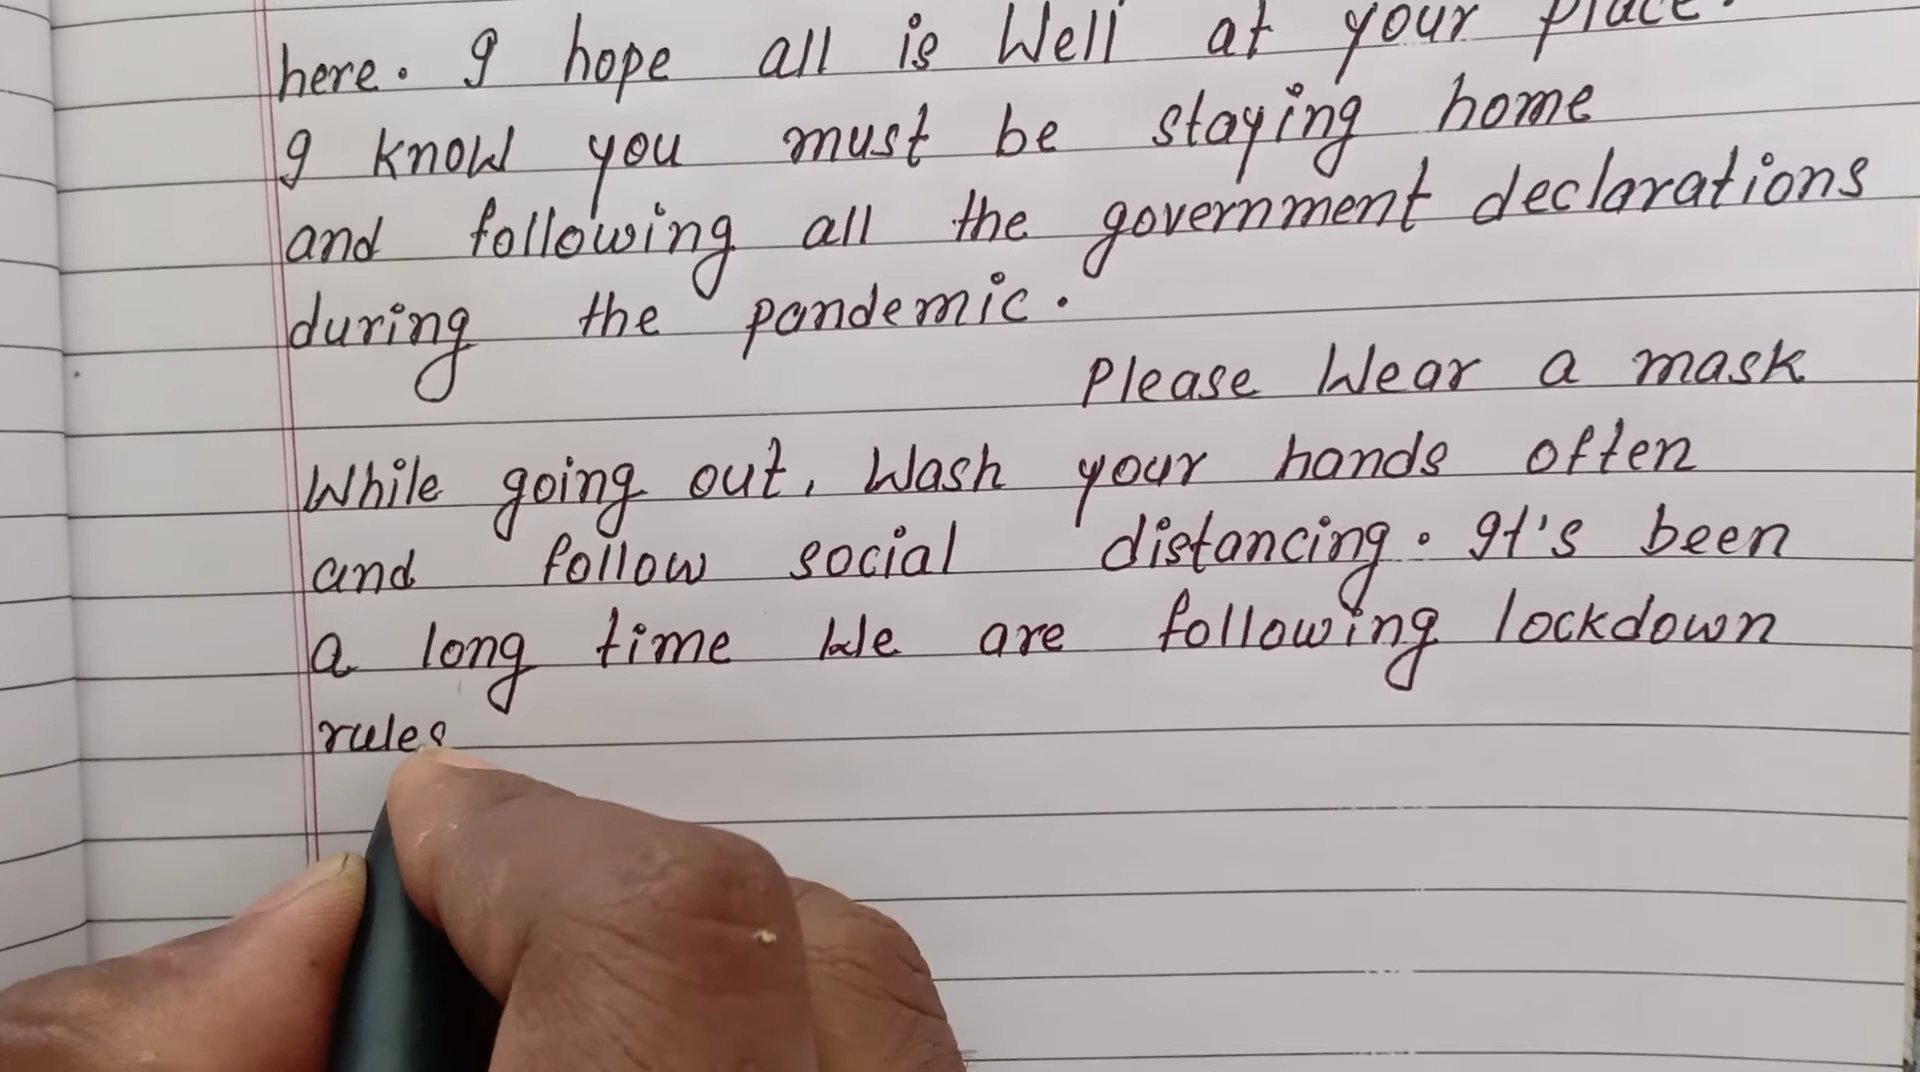 here. I hope all is Well at your place.
I know you must be staying home
and following all the government declarations
during the pandemic.
Please Wear a mask
While going out, Wash your hands often
and follow social distancing. It's been
a long time We are following lockdown
rules